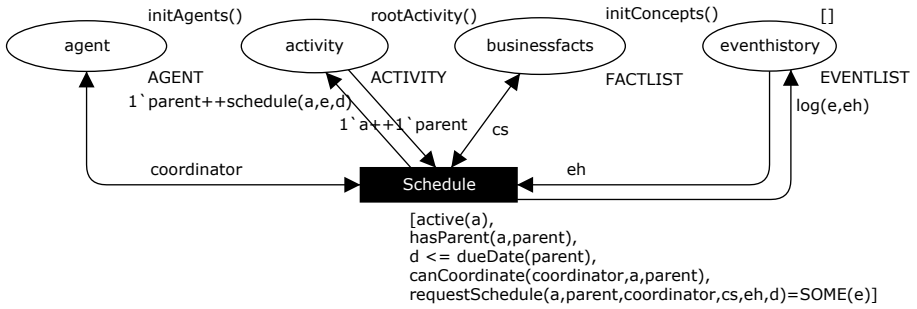 initAgents()
rootActivity()
initConcepts()
[]
agent
activity
businessfacts
eventhistory
AGENT
ACTIVITY
FACTLIST
EVENTLIST
1`parent++schedule(a,e,d)
1`a++1`parent
cs
log(e,eh)
coordinator
Schedule
eh
[active(a),
hasParent(a,parent),
d <= dueDate(parent),
canCoordinate(coordinator,a,parent),
requestSchedule(a,parent,coordinator,cs,eh,d)=SOME(e)]